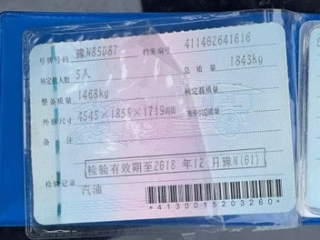 号牌号码 豫N85D87 档案编号 411402641616
核定载人数 5人 总质量 1843kg
整备质量 1468kg 核定载质量
外廓尺寸 4545×1855×1719mm 准牵引总质量
备注
检验有效期至2018年12月豫N(01)
检验记录
汽油
*4130015203260*